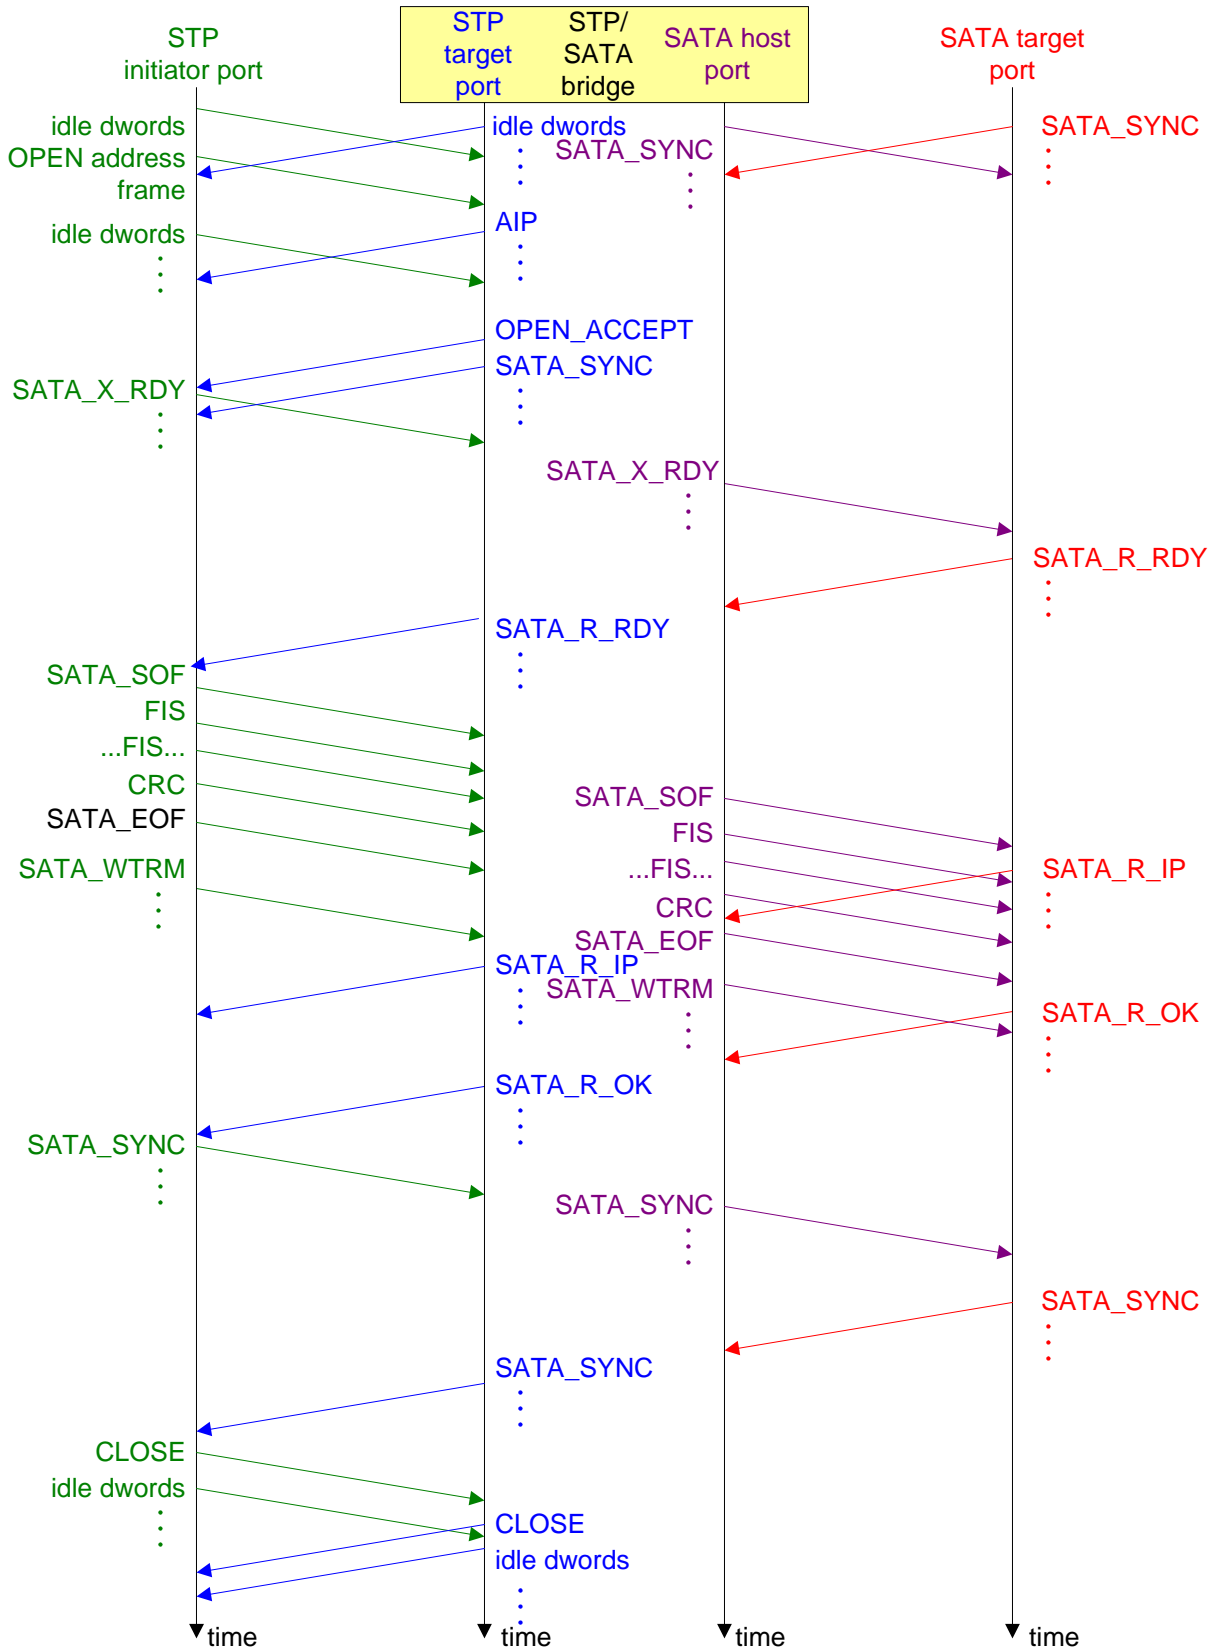 STP
initiator port
STP
target
port
STP/
SATA
bridge
SATA host
port
SATA target
port
idle dwords
idle dwords
SATA_SYNC
SATA_SYNC
OPEN address
frame
AIP
idle dwords
OPEN_ACCEPT
SATA_SYNC
SATA_X_RDY
SATA_X_RDY
SATA_R_RDY
SATA_R_RDY
SATA_SOF
FIS
...FIS...
CRC
SATA_EOF
SATA_SOF
FIS
...FIS...
SATA_WTRM
SATA_R_IP
CRC
SATA_EOF
SATA_R_IP
SATA_WTRM
SATA_R_OK
SATA_R_OK
SATA_SYNC
SATA_SYNC
SATA_SYNC
SATA_SYNC
CLOSE
idle dwords
CLOSE
idle dwords
time
time
time
time